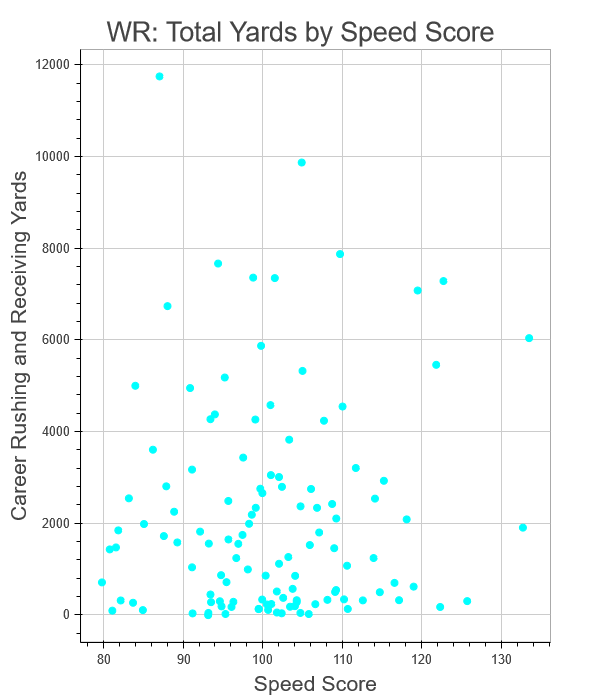 WR: Total Yards by Speed Score
Career Rushing and Receiving Yards
12000
10000
8000
6000
4000
2000
0
80 90 100 110 120 130
Speed Score